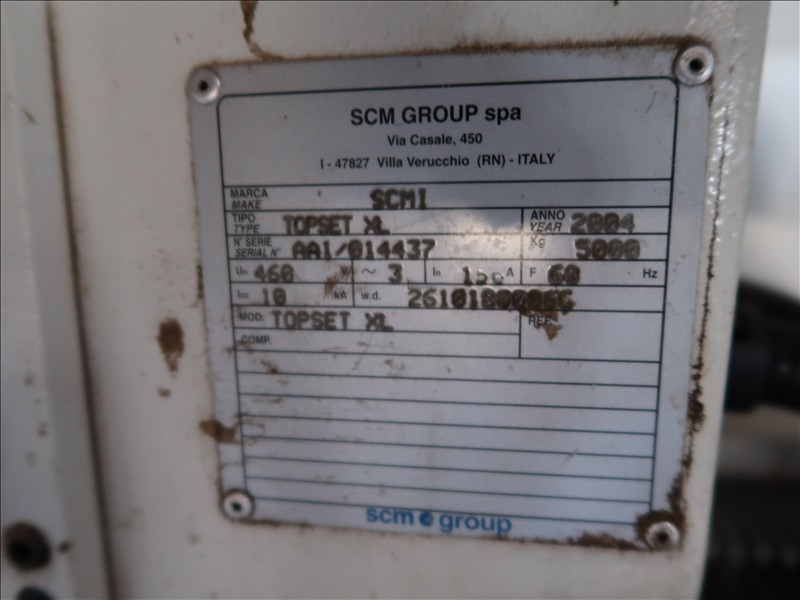 SCM GROUP spa
Via Casale, 450
I - 47827 Villa Verucchio (RN) - ITALY
MARCA
MAKE SCMI
TIPO
TYPE TOPSET XL ANNO
YEAR 2004
N° SERIE
SERIAL N° AA1/014437 Kg 5000
Un 460 V ~ 3 In A F 60 Hz
Isc 10 kA w.d.
MOD. TOPSET XL REF.
COMP.
scm group